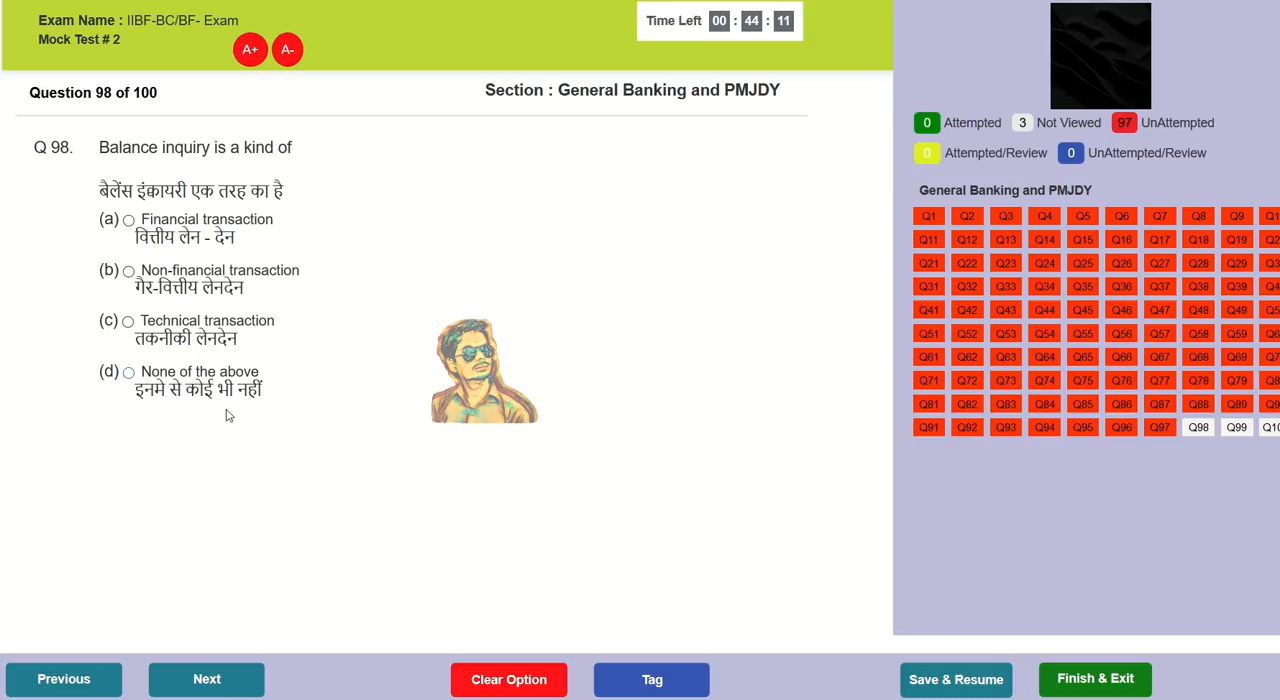 Exam Name : IIBF-BC/BF- Exam
Mock Test # 2
A+ A-
Time Left 00 : 44 : 11
Question 98 of 100
Section : General Banking and PMJDY
Q 98. Balance inquiry is a kind of
बैलेंस इंक्वायरी एक तरह का है
(a) Financial transaction
वित्तीय लेन - देन
(b) Non-financial transaction
गैर-वित्तीय लेनदेन
(c) Technical transaction
तकनीकी लेनदेन
(d) None of the above
इनमे से कोई भी नहीं
0 Attempted 3 Not Viewed 97 UnAttempted
0 Attempted/Review 0 UnAttempted/Review
General Banking and PMJDY
Q1 Q2 Q3 Q4 Q5 Q6 Q7 Q8 Q9
Q11 Q12 Q13 Q14 Q15 Q16 Q17 Q18 Q19
Q21 Q22 Q23 Q24 Q25 Q26 Q27 Q28 Q29
Q31 Q32 Q33 Q34 Q35 Q36 Q37 Q38 Q39
Q41 Q42 Q43 Q44 Q45 Q46 Q47 Q48 Q49
Q51 Q52 Q53 Q54 Q55 Q56 Q57 Q58 Q59
Q61 Q62 Q63 Q64 Q65 Q66 Q67 Q68 Q69
Q71 Q72 Q73 Q74 Q75 Q76 Q77 Q78 Q79
Q81 Q82 Q83 Q84 Q85 Q86 Q87 Q88 Q89
Q91 Q92 Q93 Q94 Q95 Q96 Q97 Q98 Q99
Previous Next Clear Option Tag Save & Resume Finish & Exit